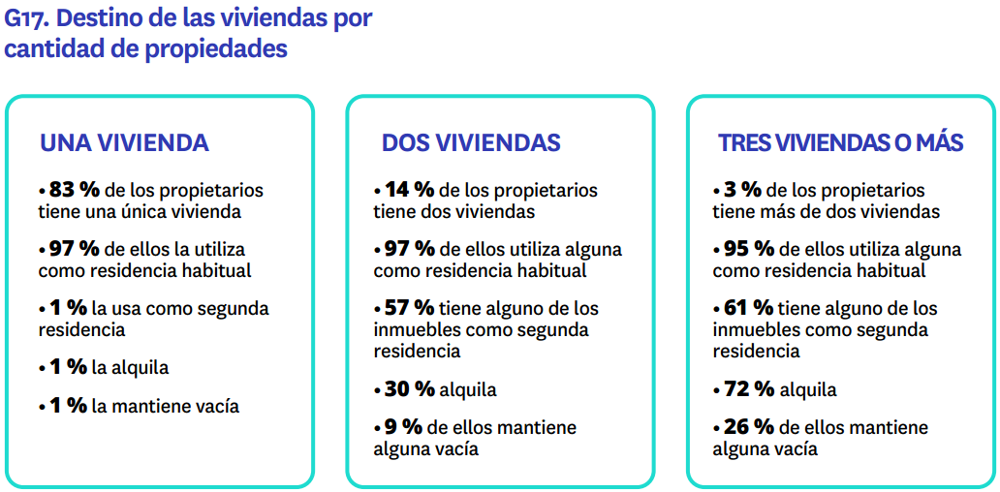 G17. Destino de las viviendas por
cantidad de propiedades
UNA VIVIENDA
• 83 % de los propietarios
tiene una única vivienda
• 97 % de ellos la utiliza
como residencia habitual
• 1 % la usa como segunda
residencia
• 1 % la alquila
• 1 % la mantiene vacía
DOS VIVIENDAS
• 14 % de los propietarios
tiene dos viviendas
• 97 % de ellos utiliza alguna
como residencia habitual
• 57 % tiene alguno de los
inmuebles como segunda
residencia
• 30 % alquila
• 9 % de ellos mantiene
alguna vacía
TRES VIVIENDAS O MÁS
• 3 % de los propietarios
tiene más de dos viviendas
• 95 % de ellos utiliza alguna
como residencia habitual
• 61 % tiene alguno de los
inmuebles como segunda
residencia
• 72 % alquila
• 26 % de ellos mantiene
alguna vacía